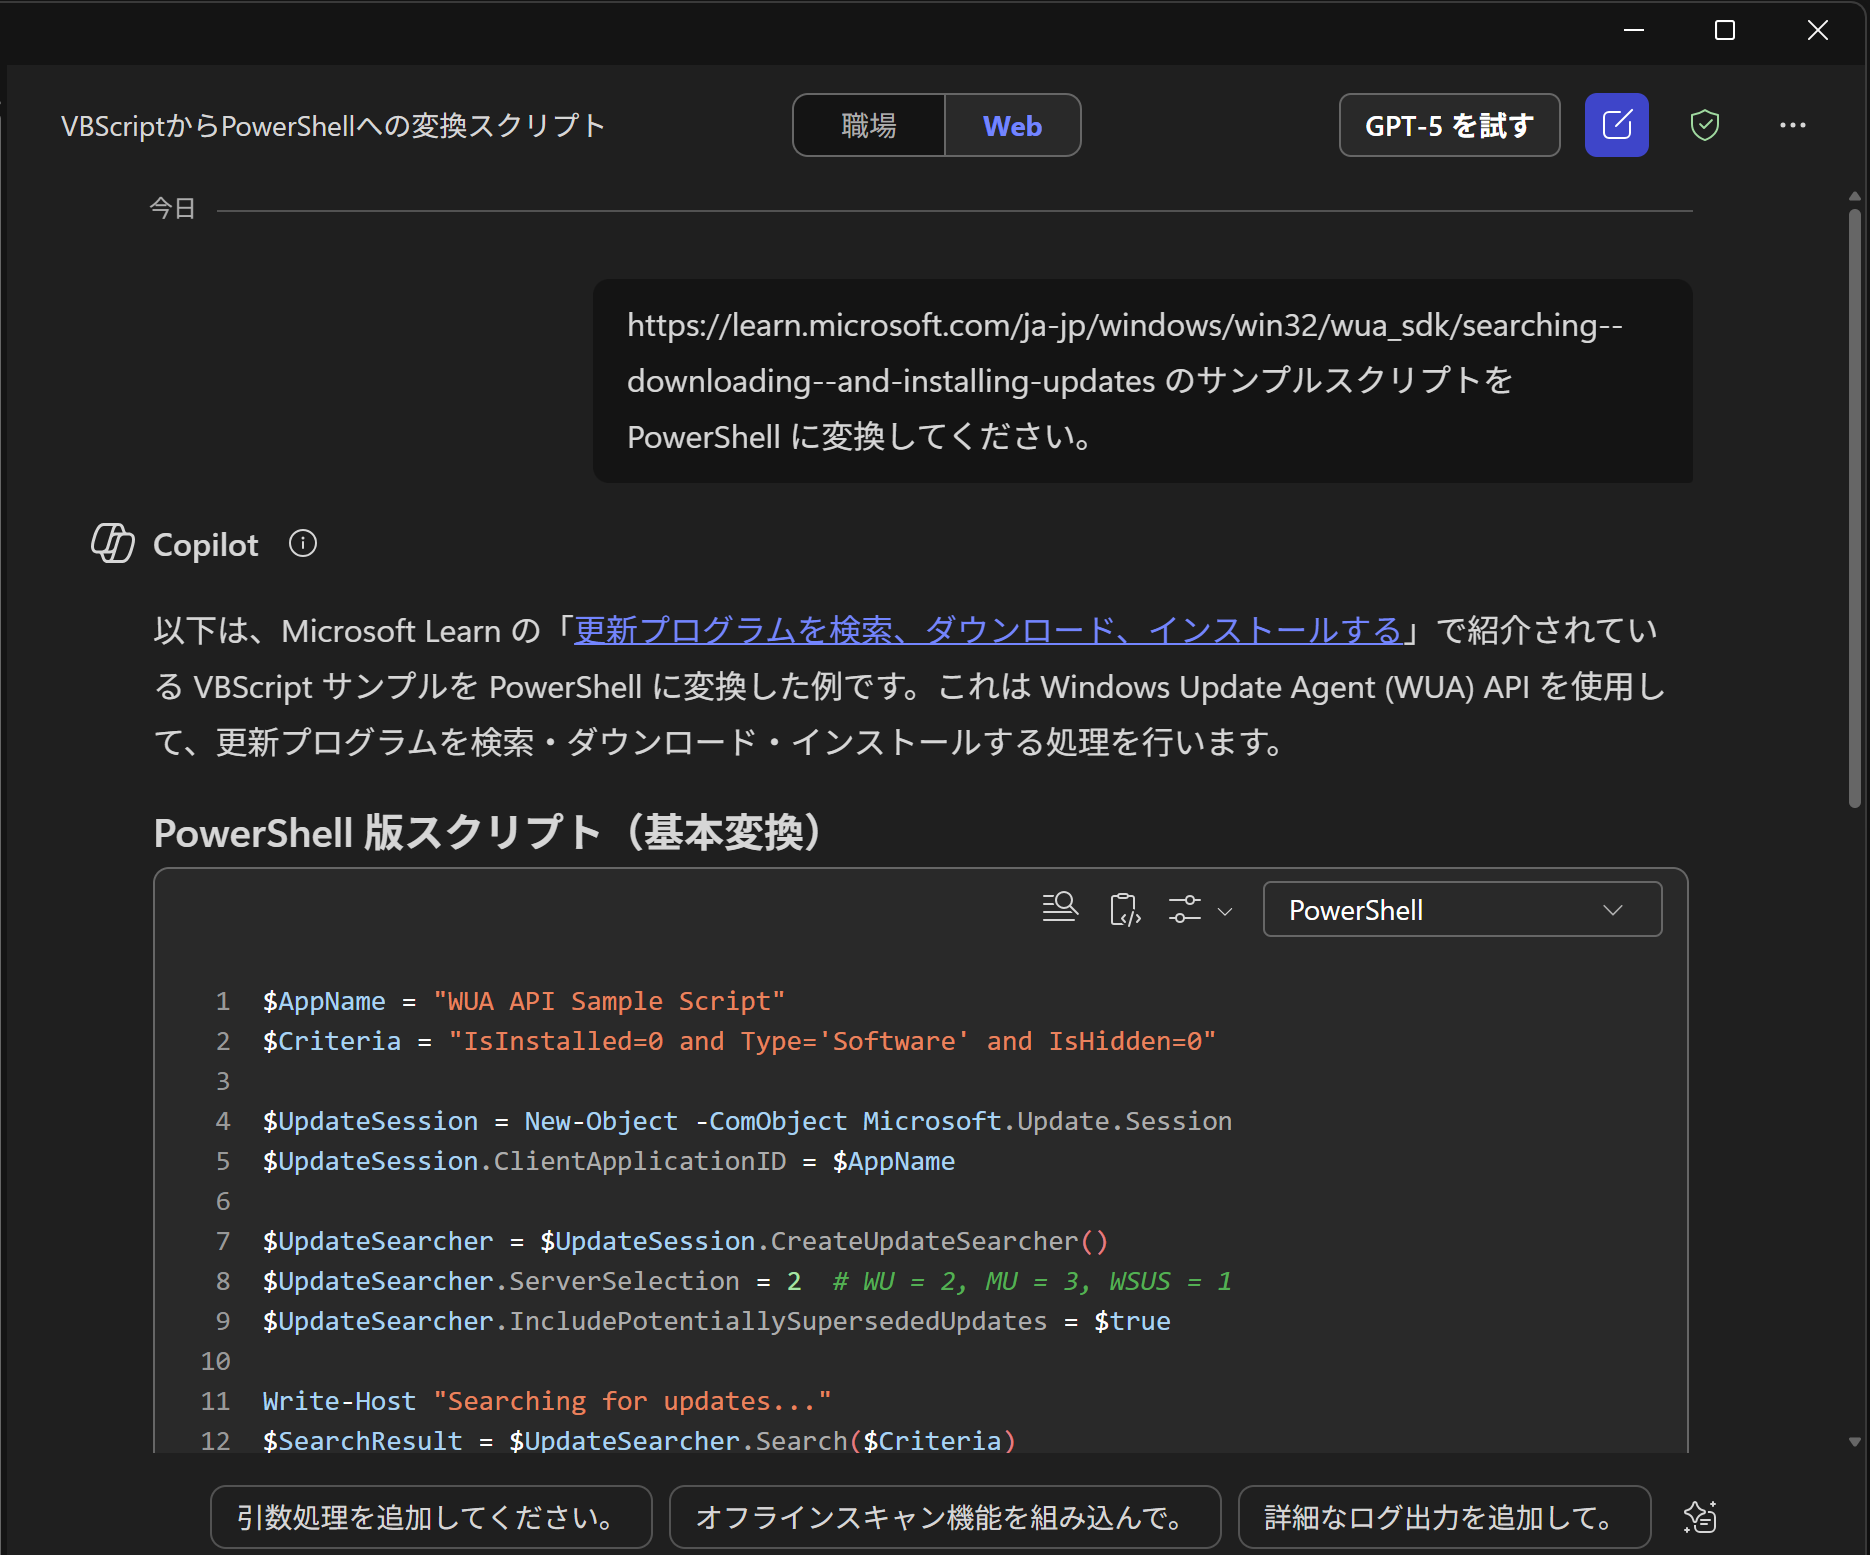 VBScriptからPowerShellへの変換スクリプト
職場
Web
GPT-5 を試す
今日
https://learn.microsoft.com/ja-jp/windows/win32/wua_sdk/searching--
downloading--and-installing-updates のサンプルスクリプトを
PowerShell に変換してください。
Copilot
以下は、Microsoft Learn の「更新プログラムを検索、ダウンロード、インストールする」で紹介されてい
る VBScript サンプルを PowerShell に変換した例です。これは Windows Update Agent (WUA) API を使用し
て、更新プログラムを検索・ダウンロード・インストールする処理を行います。
PowerShell 版スクリプト（基本変換）
PowerShell
1 $AppName = "WUA API Sample Script"
2 $Criteria = "IsInstalled=0 and Type='Software' and IsHidden=0"
3
4 $UpdateSession = New-Object -ComObject Microsoft.Update.Session
5 $UpdateSession.ClientApplicationID = $AppName
6
7 $UpdateSearcher = $UpdateSession.CreateUpdateSearcher()
8 $UpdateSearcher.ServerSelection = 2  # WU = 2, MU = 3, WSUS = 1
9 $UpdateSearcher.IncludePotentiallySupersededUpdates = $true
10
11 Write-Host "Searching for updates..."
12 $SearchResult = $UpdateSearcher.Search($Criteria)
引数処理を追加してください。
オフラインスキャン機能を組み込んで。
詳細なログ出力を追加して。